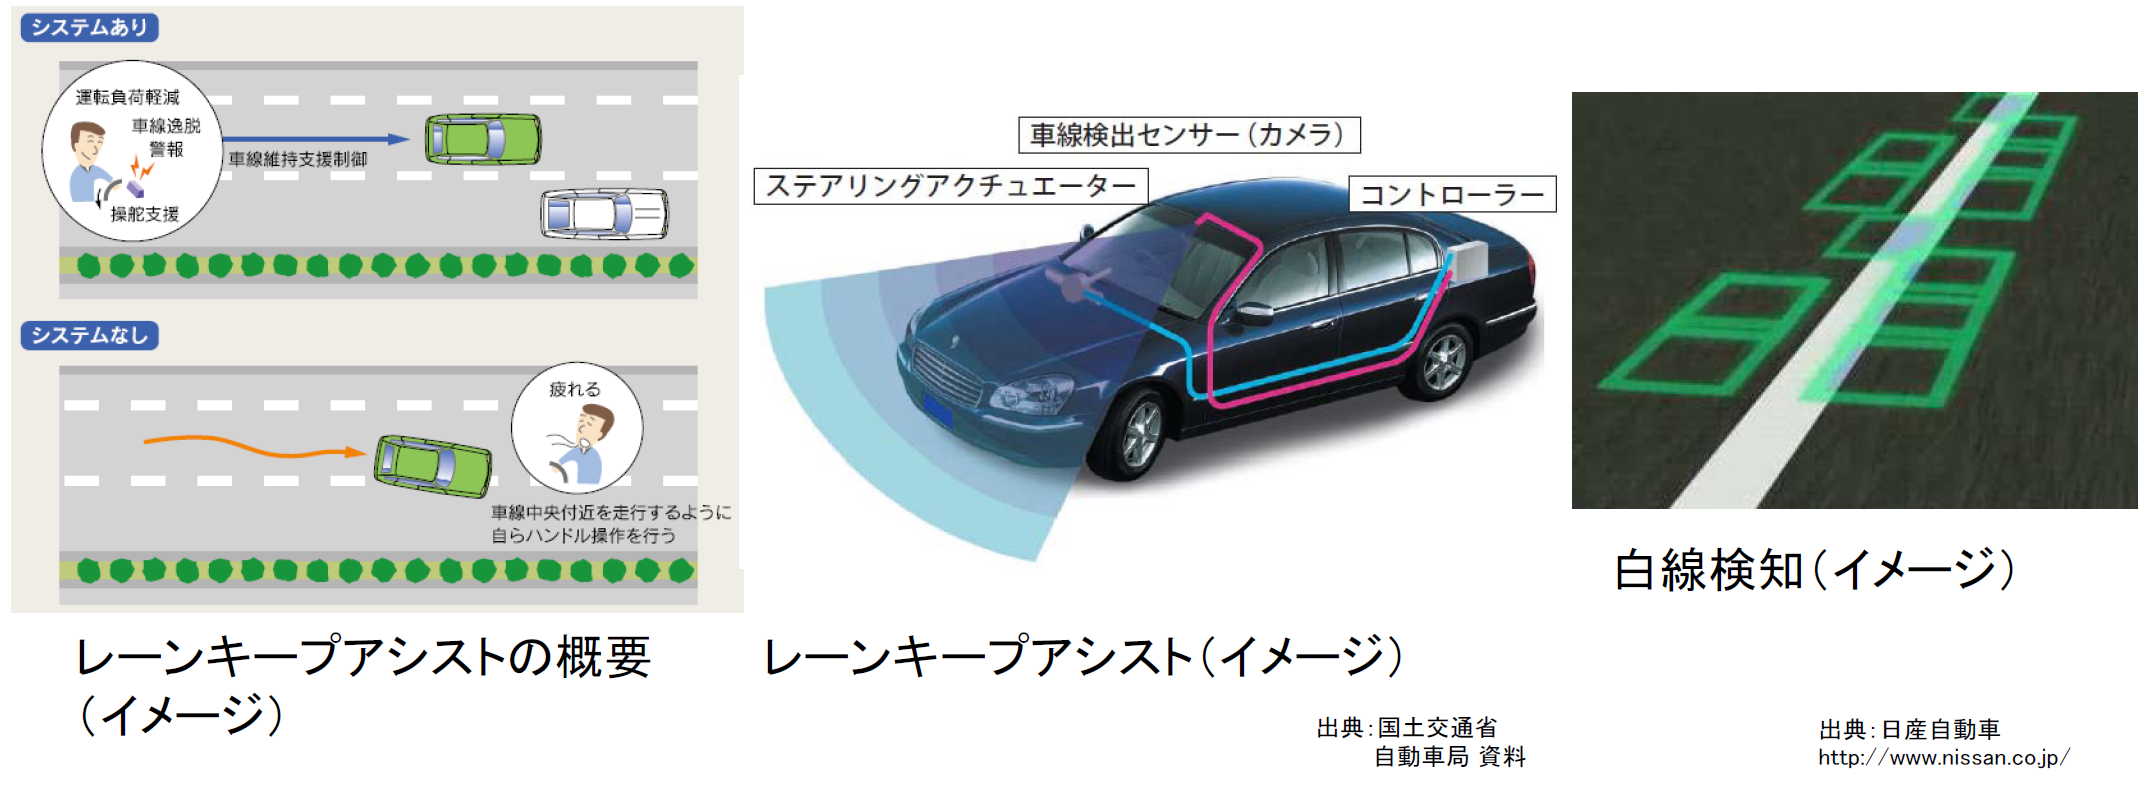 システムあり
運転負荷軽減
車線逸脱
警報
操舵支援
車線維持支援制御
システムなし
疲れる
車線中央付近を走行するように
自らハンドル操作を行う
レーンキープアシストの概要
（イメージ）
車線検出センサー（カメラ）
ステアリングアクチュエーター
コントローラー
レーンキープアシスト（イメージ）
出典：国土交通省
自動車局 資料
白線検知（イメージ）
出典：日産自動車
http://www.nissan.co.jp/